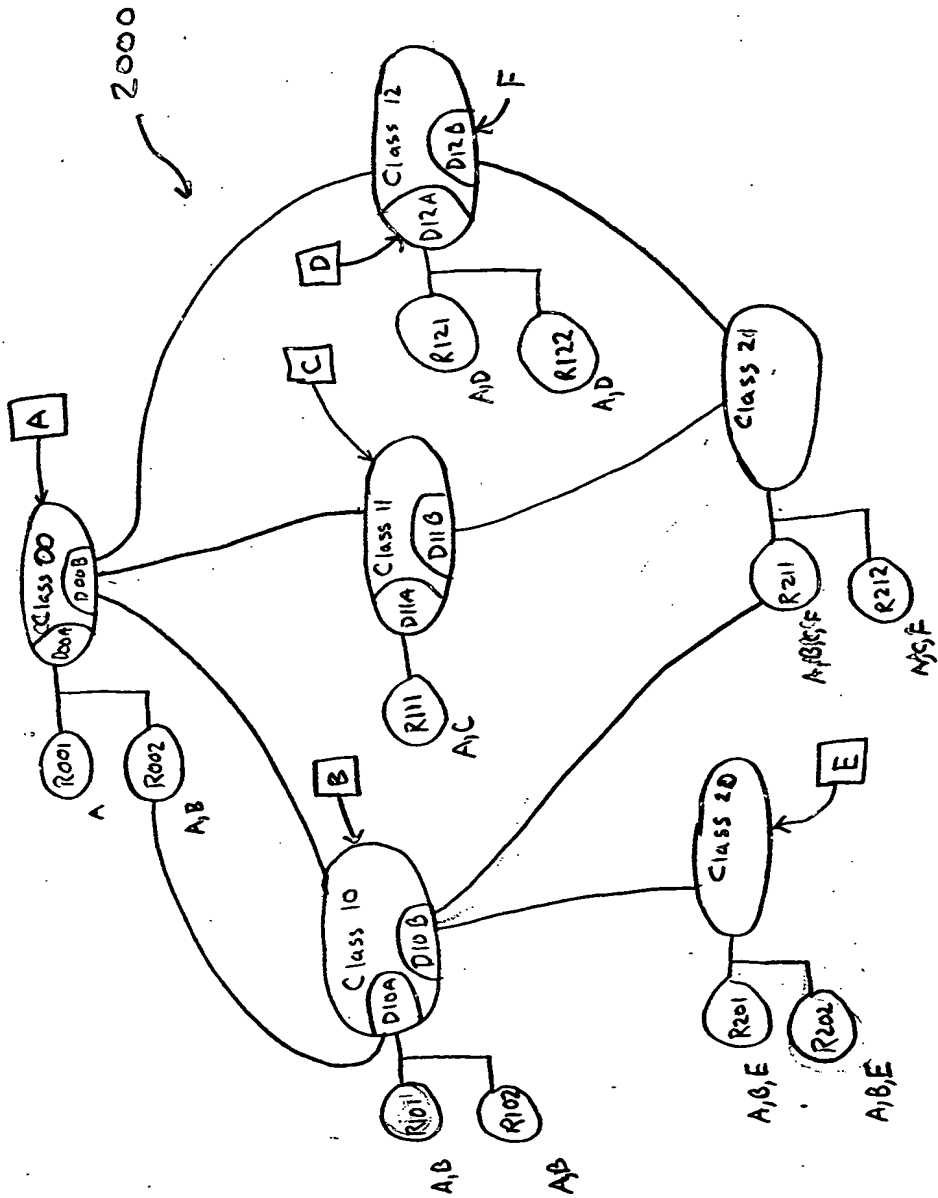 2000
A
Class 00
D00A
D00B
R001
A
R002
A,B
B
Class 10
D10A
D10B
R101
A,B
R102
A,B
C
Class 11
D11A
D11B
R111
A,C
D
Class 12
D12A
D12B
F
R121
A,D
R122
A,D
Class 20
E
R201
A,B,E
R202
A,B,E
Class 21
R211
A,B,C,F
R212
A,C,F